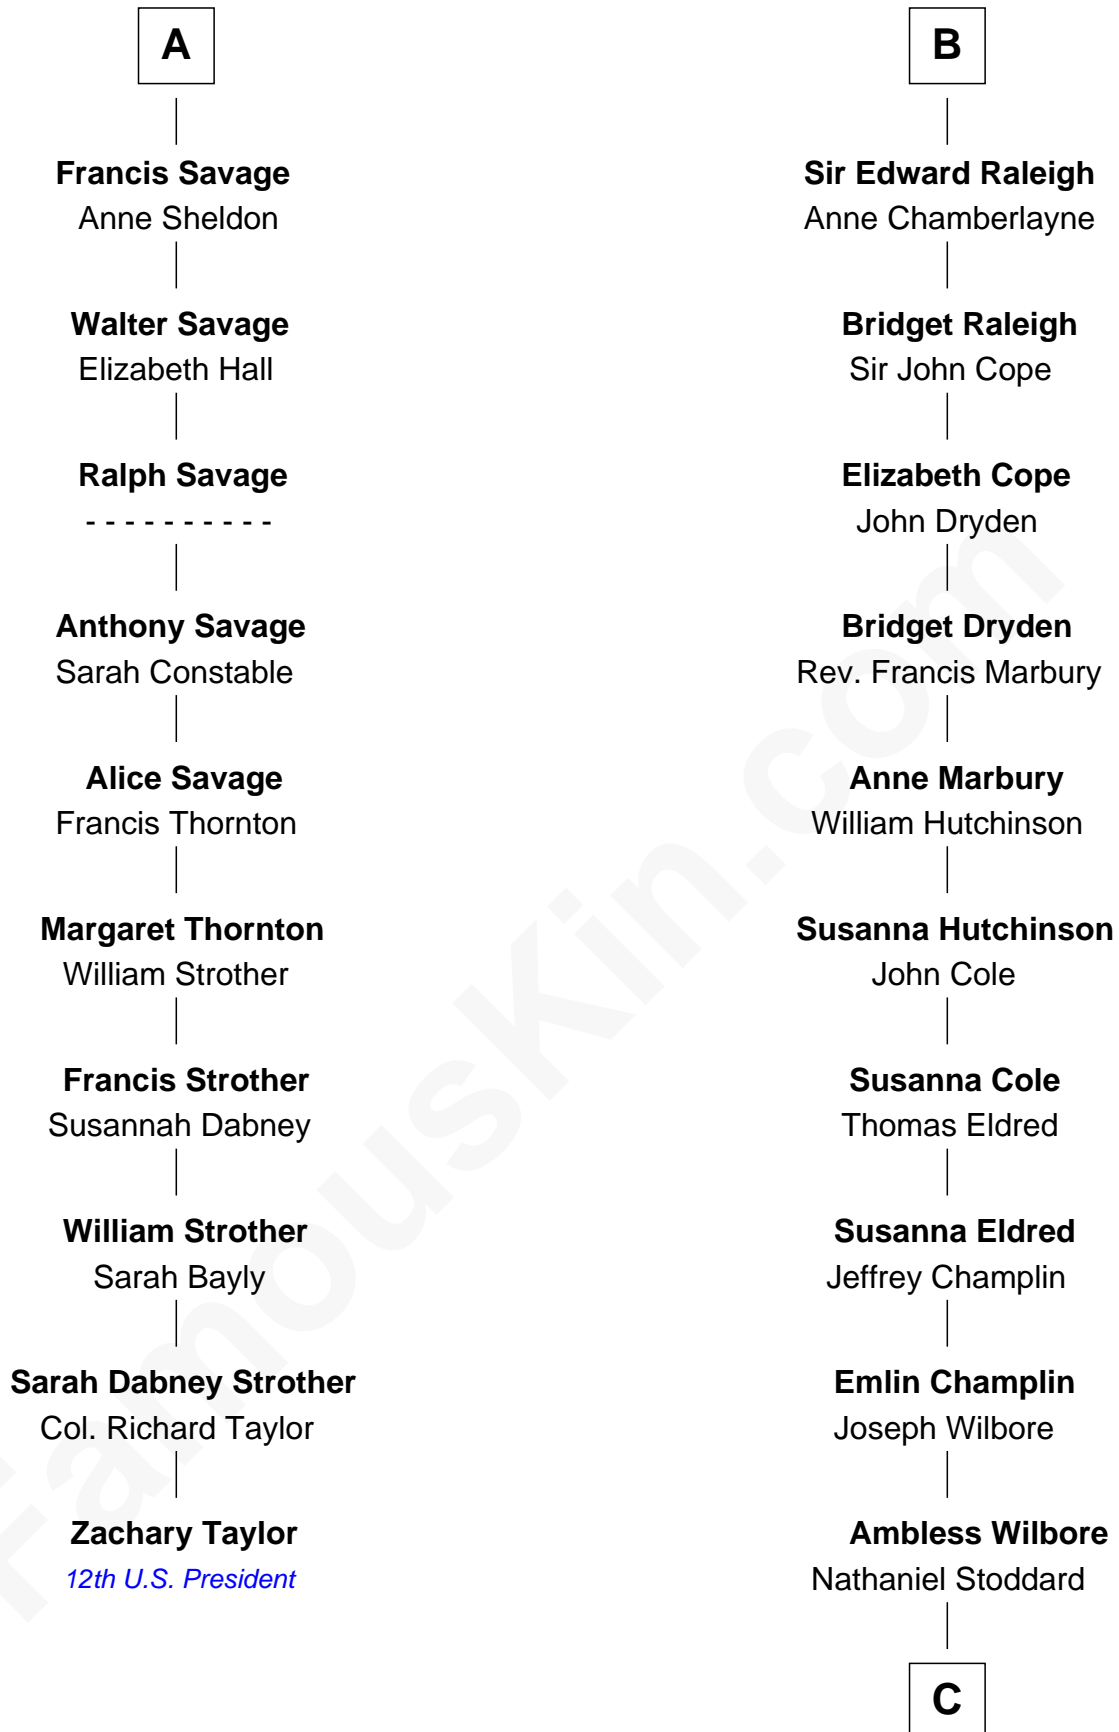 A
Francis Savage
Anne Sheldon
Walter Savage
Elizabeth Hall
Ralph Savage
- - - - - - - - - -
Anthony Savage
Sarah Constable
Alice Savage
Francis Thornton
Margaret Thornton
William Strother
Francis Strother
Susannah Dabney
William Strother
Sarah Bayly
Sarah Dabney Strother
Col. Richard Taylor
Zachary Taylor
12th U.S. President
B
Sir Edward Raleigh
Anne Chamberlayne
Bridget Raleigh
Sir John Cope
Elizabeth Cope
John Dryden
Bridget Dryden
Rev. Francis Marbury
Anne Marbury
William Hutchinson
Susanna Hutchinson
John Cole
Susanna Cole
Thomas Eldred
Susanna Eldred
Jeffrey Champlin
Emlin Champlin
Joseph Wilbore
Ambless Wilbore
Nathaniel Stoddard
C
FamousKin.com